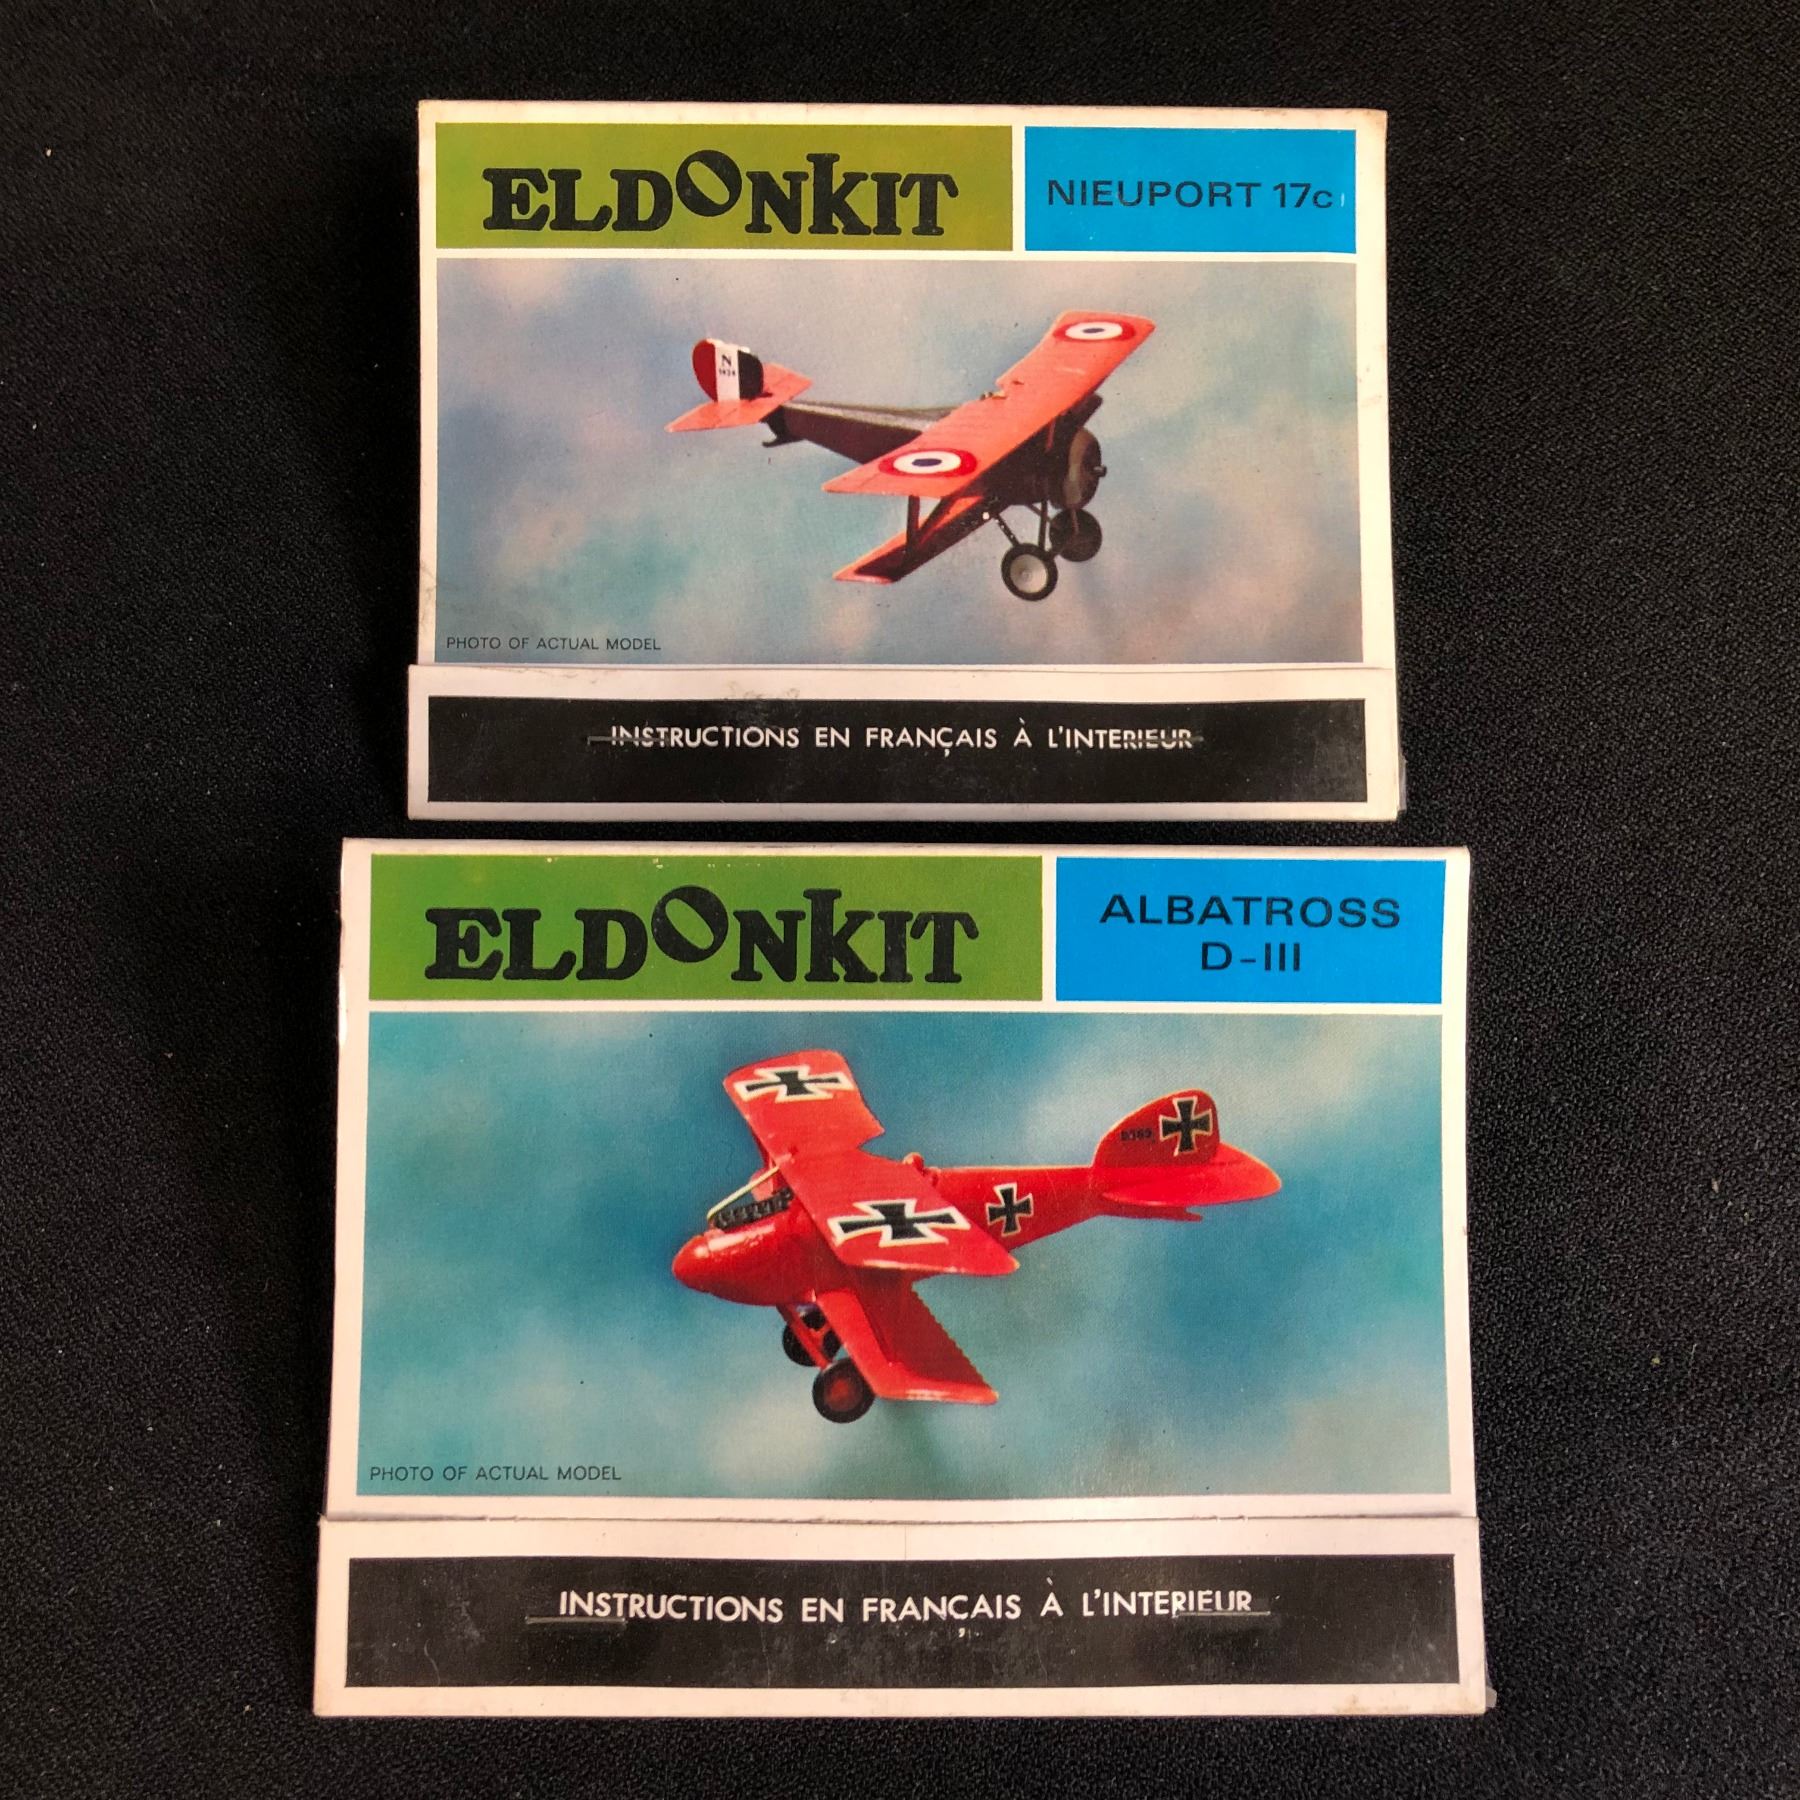 ELDONKIT
NIEUPORT 17c
N
PHOTO OF ACTUAL MODEL
INSTRUCTIONS EN FRANÇAIS À L'INTERIEUR
ELDONKIT
ALBATROSS
D-III
PHOTO OF ACTUAL MODEL
INSTRUCTIONS EN FRANÇAIS À L'INTERIEUR